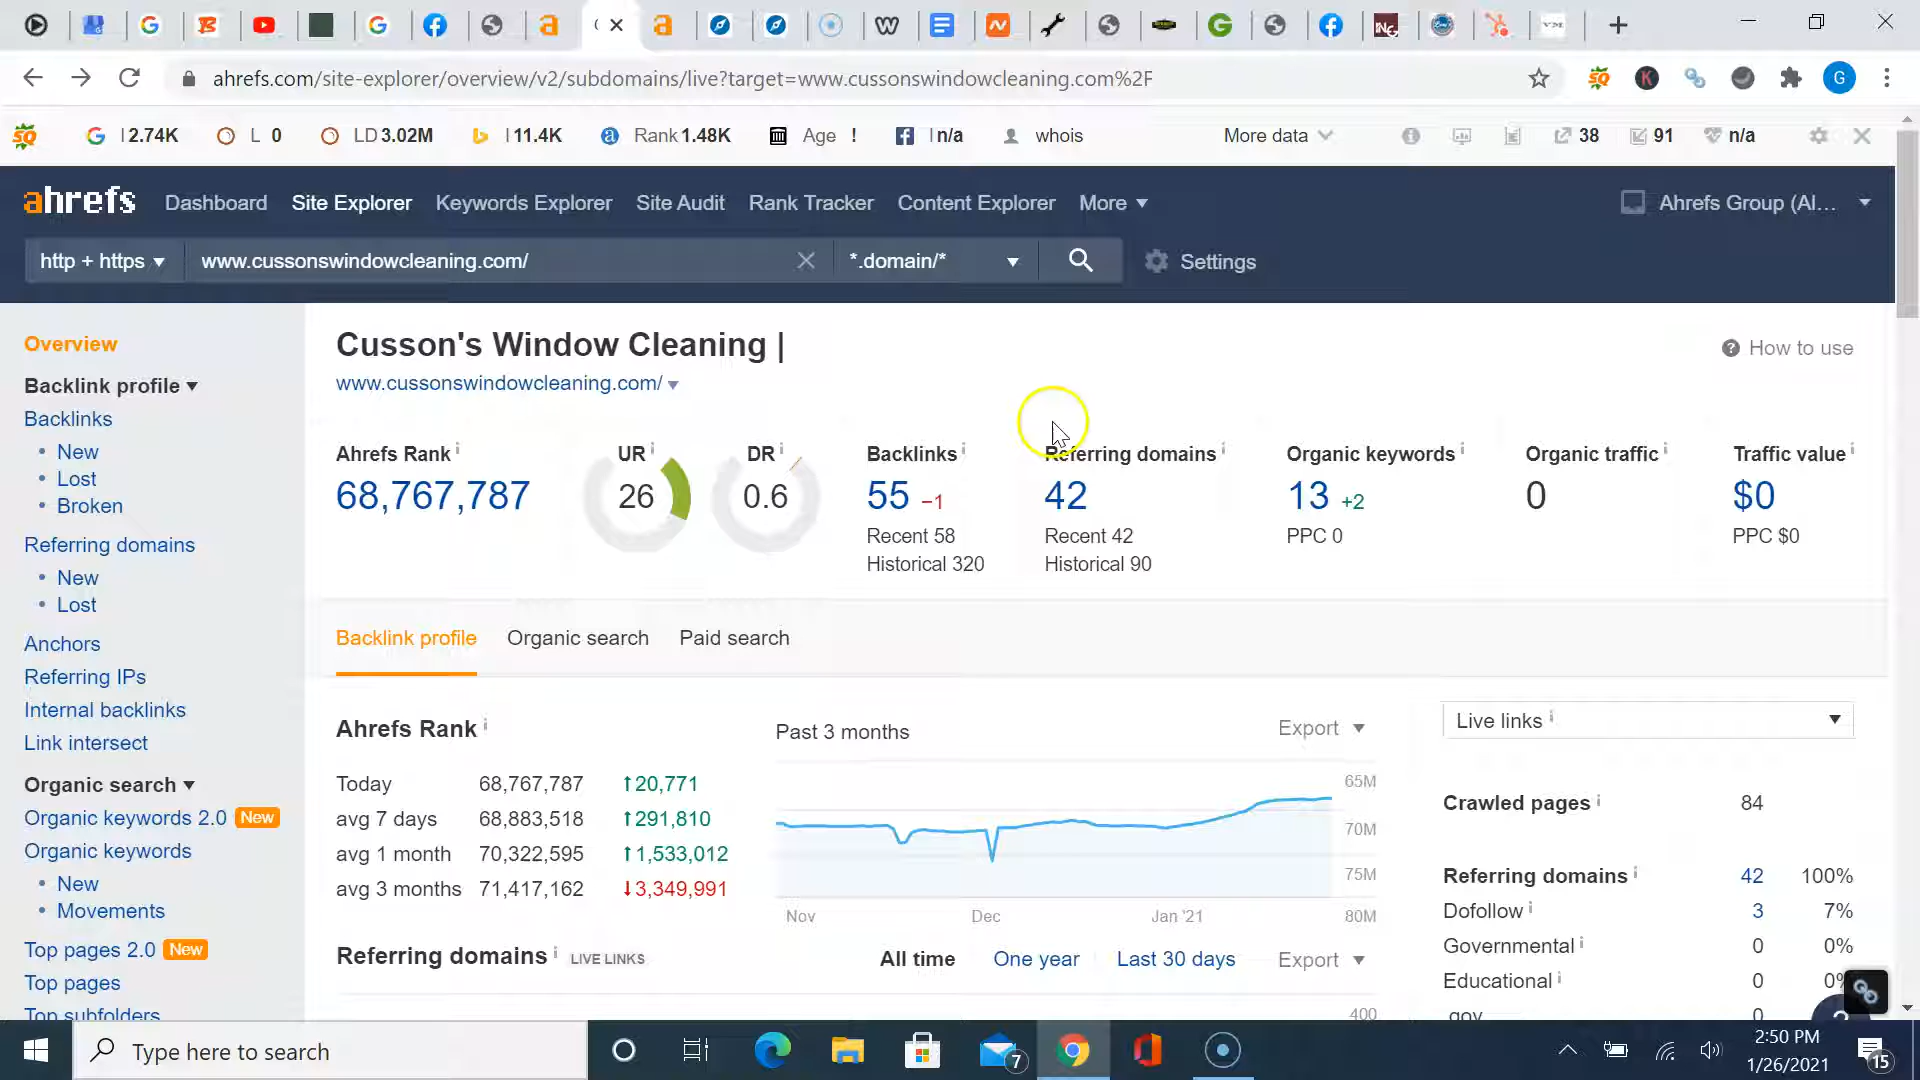 ahrefs.com/site-explorer/overview/v2/subdomains/live?target=www.cussonswindowcleaning.com%2F
I 2.74K L 0 LD 3.02M I 11.4K Rank 1.48K Age ! I n/a whois More data 38 91 n/a
ahrefs Dashboard Site Explorer Keywords Explorer Site Audit Rank Tracker Content Explorer More Ahrefs Group (Al...
http + https www.cussonswindowcleaning.com/ *.domain/* Settings
Overview
Backlink profile
Backlinks
• New
• Lost
• Broken
Referring domains
• New
• Lost
Anchors
Referring IPs
Internal backlinks
Link intersect
Organic search
Organic keywords 2.0 New
Organic keywords
• New
• Movements
Top pages 2.0 New
Top pages
Top subfolders
Cusson's Window Cleaning |
How to use
www.cussonswindowcleaning.com/
Ahrefs Rank UR DR Backlinks Referring domains Organic keywords Organic traffic Traffic value
68,767,787 26 0.6 55 −1 42 13 +2 0 $0
Recent 58 Recent 42 PPC 0 PPC $0
Historical 320 Historical 90
Backlink profile Organic search Paid search
Ahrefs Rank Past 3 months Export
Today 68,767,787 ↑20,771
avg 7 days 68,883,518 ↑291,810
avg 1 month 70,322,595 ↑1,533,012
avg 3 months 71,417,162 ↓3,349,991
65M
70M
75M
80M
Nov Dec Jan '21
Referring domains LIVE LINKS All time One year Last 30 days Export
400
Live links
Crawled pages 84
Referring domains 42 100%
Dofollow 3 7%
Governmental 0 0%
Educational 0 0%
.gov 0
Type here to search
7
2:50 PM
1/26/2021
15